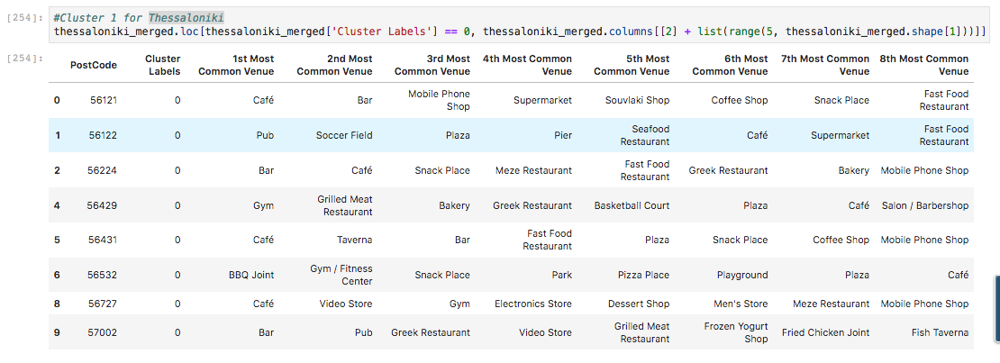 [254]: #Cluster 1 for Thessaloniki
thessaloniki_merged.loc[thessaloniki_merged['Cluster Labels'] == 0, thessaloniki_merged.columns[[2] + list(range(5, thessaloniki_merged.shape[1]))]]
[254]:
PostCode Cluster Labels 1st Most Common Venue 2nd Most Common Venue 3rd Most Common Venue 4th Most Common Venue 5th Most Common Venue 6th Most Common Venue 7th Most Common Venue 8th Most Common Venue
0 56121 0 Café Bar Mobile Phone Shop Supermarket Souvlaki Shop Coffee Shop Snack Place Fast Food Restaurant
1 56122 0 Pub Soccer Field Plaza Pier Seafood Restaurant Café Supermarket Fast Food Restaurant
2 56224 0 Bar Café Snack Place Meze Restaurant Fast Food Restaurant Greek Restaurant Bakery Mobile Phone Shop
4 56429 0 Gym Grilled Meat Restaurant Bakery Greek Restaurant Basketball Court Plaza Café Salon / Barbershop
5 56431 0 Café Taverna Bar Fast Food Restaurant Plaza Snack Place Coffee Shop Mobile Phone Shop
6 56532 0 BBQ Joint Gym / Fitness Center Snack Place Park Pizza Place Playground Plaza Café
8 56727 0 Café Video Store Gym Electronics Store Dessert Shop Men's Store Meze Restaurant Mobile Phone Shop
9 57002 0 Bar Pub Greek Restaurant Video Store Grilled Meat Restaurant Frozen Yogurt Shop Fried Chicken Joint Fish Taverna